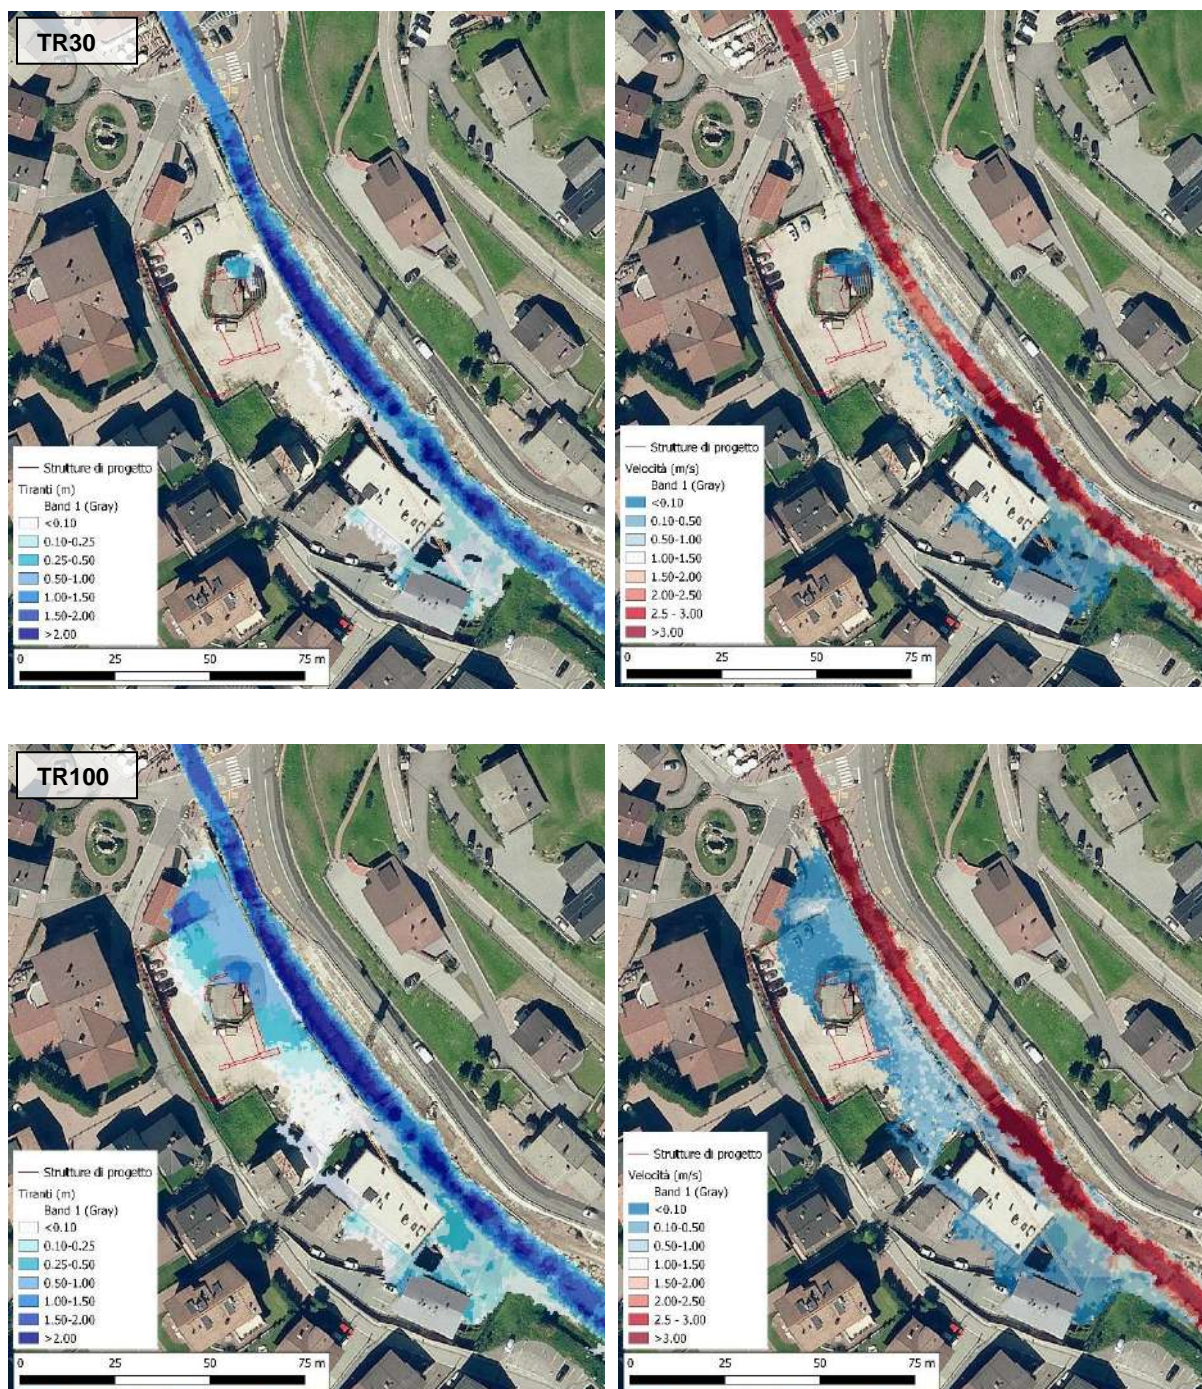 TR30
Strutture di progetto
Tiranti (m)
Band 1 (Gray)
<0.10
0.10-0.25
0.25-0.50
0.50-1.00
1.00-1.50
1.50-2.00
>2.00
0 25 50 75 m
Strutture di progetto
Velocità (m/s)
Band 1 (Gray)
<0.10
0.10-0.50
0.50-1.00
1.00-1.50
1.50-2.00
2.00-2.50
2.5 - 3.00
>3.00
0 25 50 75 m
TR100
Strutture di progetto
Tiranti (m)
Band 1 (Gray)
<0.10
0.10-0.25
0.25-0.50
0.50-1.00
1.00-1.50
1.50-2.00
>2.00
0 25 50 75 m
Strutture di progetto
Velocità (m/s)
Band 1 (Gray)
<0.10
0.10-0.50
0.50-1.00
1.00-1.50
1.50-2.00
2.00-2.50
2.5 - 3.00
>3.00
0 25 50 75 m